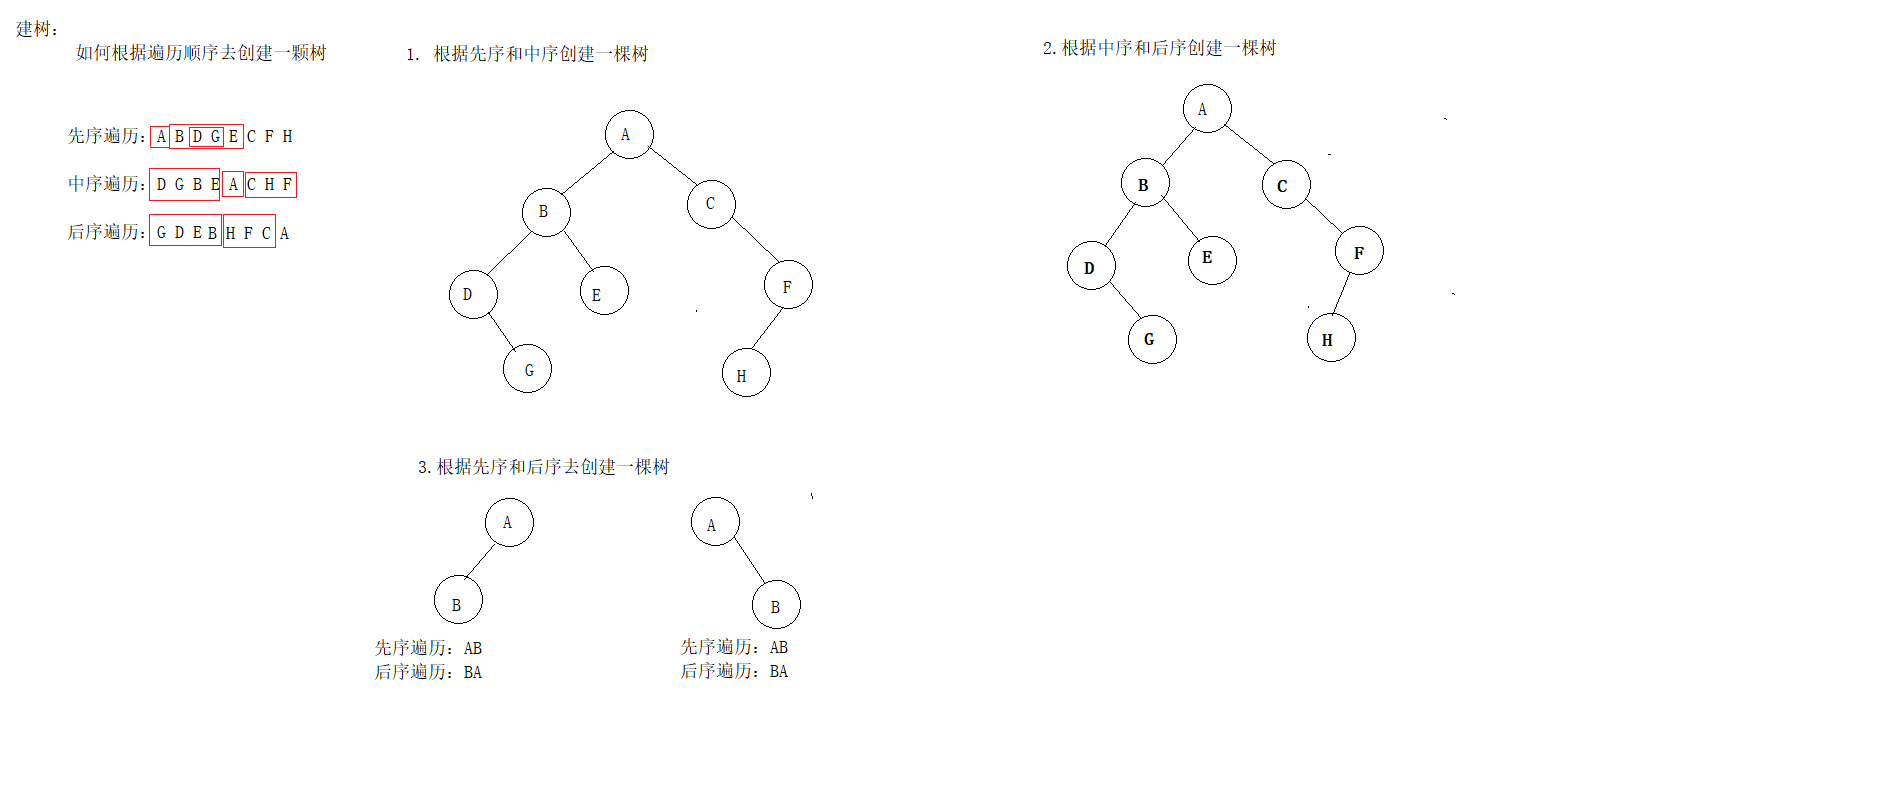 建树：
如何根据遍历顺序去创建一颗树
先序遍历：A B D G E C F H
中序遍历：D G B E A C H F
后序遍历：G D E B H F C A
1. 根据先序和中序创建一棵树
A
B
C
D
E
F
G
H
2.根据中序和后序创建一棵树
A
B
C
D
E
F
G
H
3.根据先序和后序去创建一棵树
A
B
先序遍历：AB
后序遍历：BA
A
B
先序遍历：AB
后序遍历：BA